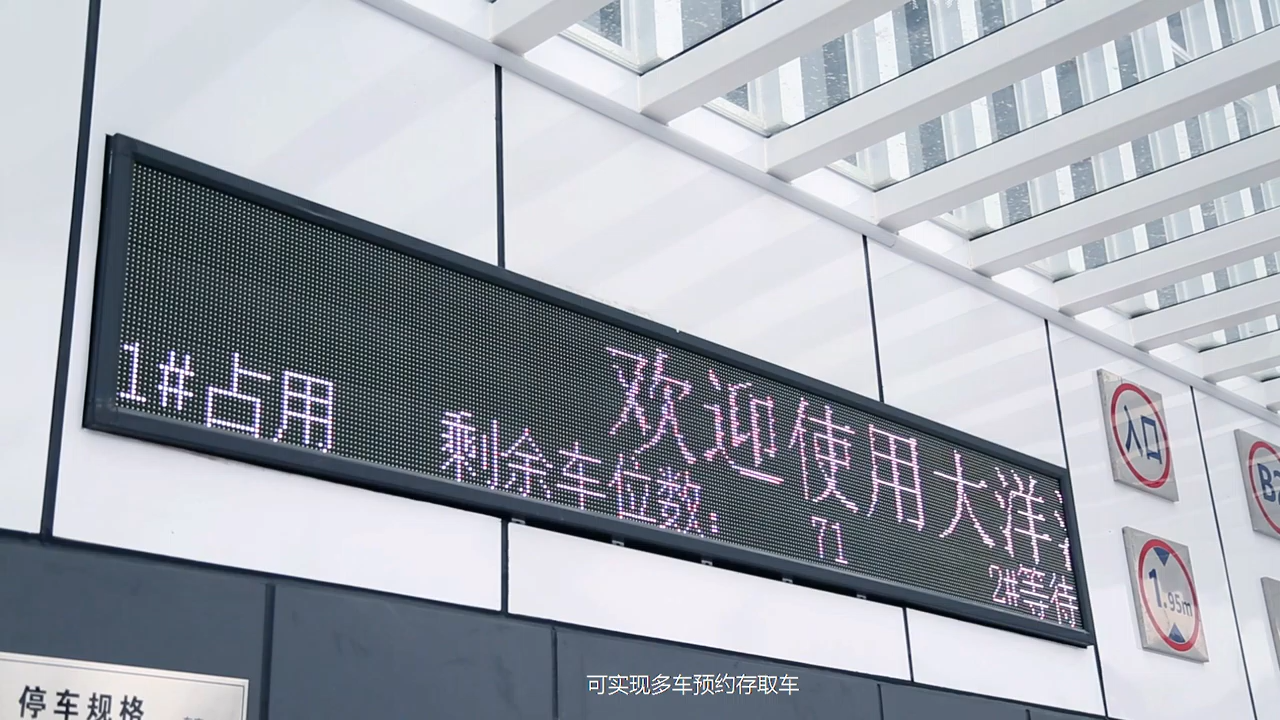 欢迎使用大洋
1#占用
剩余车位数:
71
2#等待
入口
1.95m
停车规格
可实现多车预约存取车